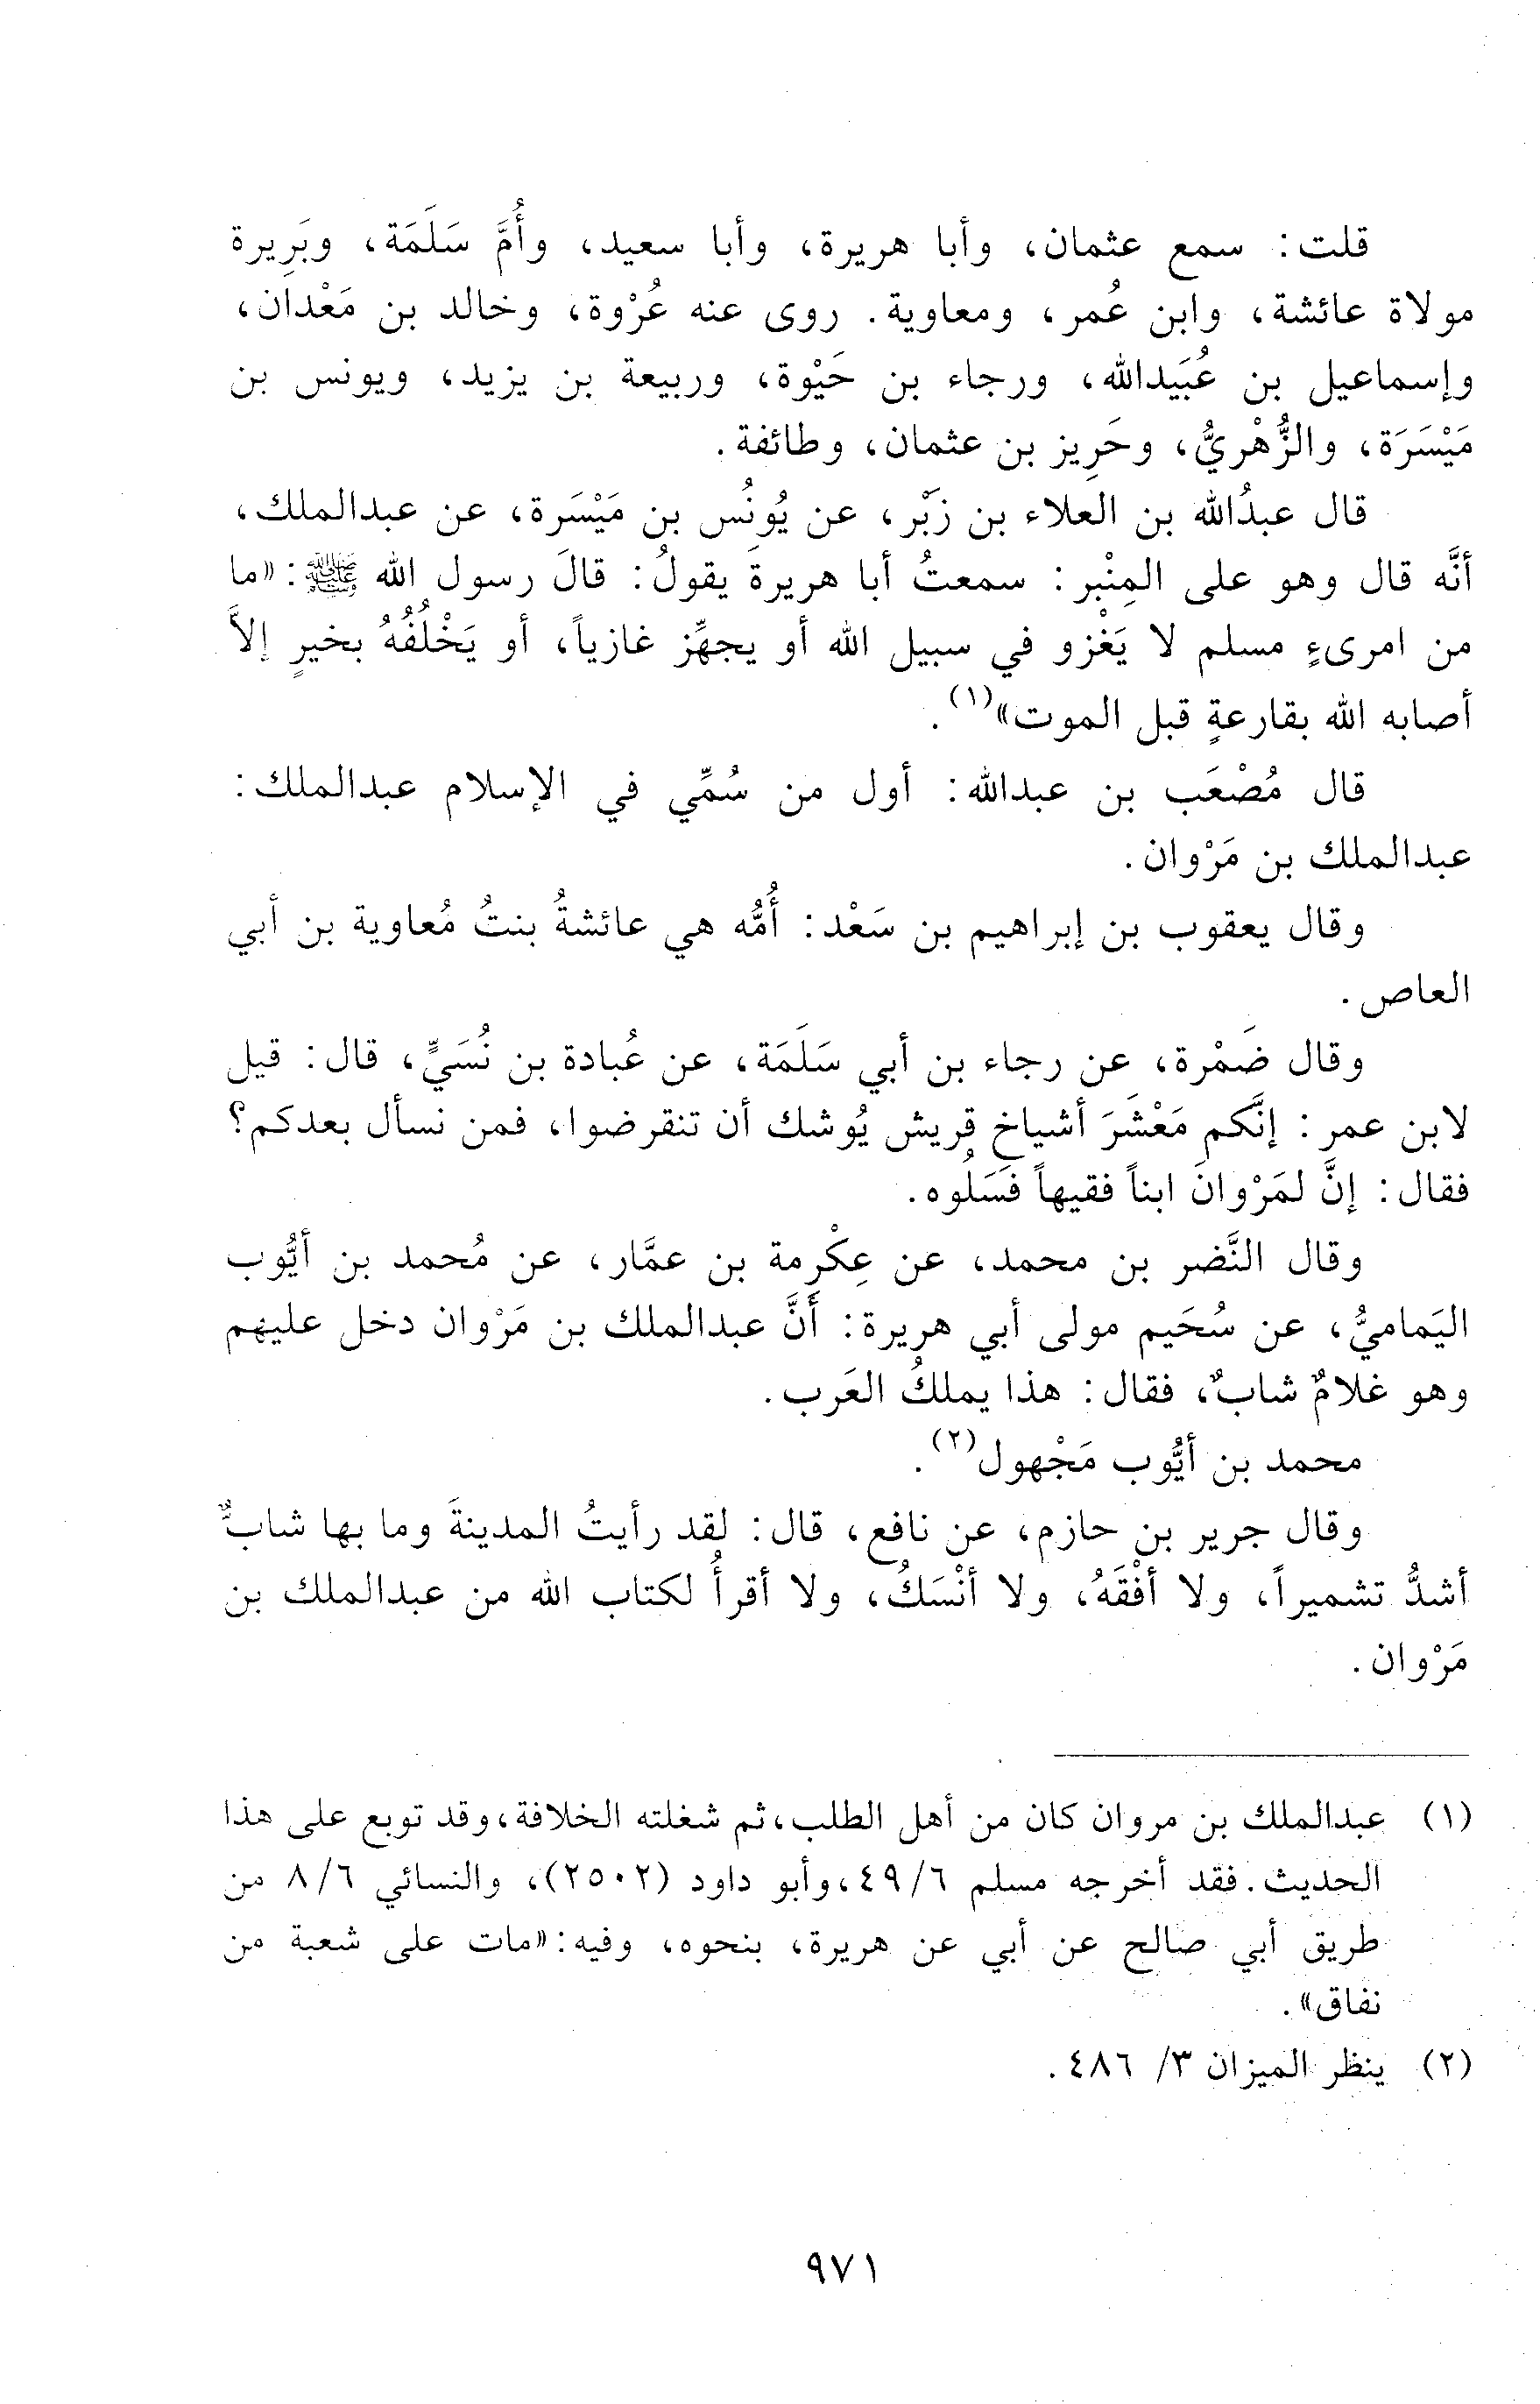 قلت: سمع عثمان، وأبا هريرة، وأبا سعيد، وأُمَّ سَلَمَة، وبَرِيرة
مولاة عائشة، وابن عُمر، ومعاوية. روى عنه عُرْوة، وخالد بن مَعْدان،
وإسماعيل بن عُبَيدالله، ورجاء بن حَيْوة، وربيعة بن يزيد، ويونس بن
مَيْسَرَة، والزُّهْريُّ، وحَرِيز بن عثمان، وطائفة.
قال عبدُالله بن العلاء بن زَبْر، عن يُونُس بن مَيْسَرة، عن عبدالملك،
أنَّه قال وهو على المِنْبر: سمعتُ أبا هريرةَ يقولُ: قالَ رسول الله ﷺ: «ما
من امرىءٍ مسلم لا يَغْزو في سبيل الله أو يجهِّز غازياً، أو يَخْلُفُهُ بخيرٍ إلاَّ
أصابه الله بقارعةٍ قبل الموت»(١).
قال مُصْعَب بن عبدالله: أول من سُمِّي في الإسلام عبدالملك:
عبدالملك بن مَرْوان.
وقال يعقوب بن إبراهيم بن سَعْد: أُمُّه هي عائشةُ بنتُ مُعاوية بن أبي
العاص.
وقال ضَمْرة، عن رجاء بن أبي سَلَمَة، عن عُبادة بن نُسَيٍّ، قال: قيل
لابن عمر: إنَّكم مَعْشَرَ أشياخ قريش يُوشك أن تنقرضوا، فمن نسأل بعدكم؟
فقال: إنَّ لمَرْوانَ ابناً فقيهاً فَسَلُوه.
وقال النَّضر بن محمد، عن عِكْرِمة بن عمَّار، عن مُحمد بن أيُّوب
اليَماميُّ، عن سُحَيم مولى أبي هريرة: أَنَّ عبدالملك بن مَرْوان دخل عليهم
وهو غلامٌ شابٌ، فقال: هذا يملكُ العَرب.
محمد بن أيُّوب مَجْهول(٢).
وقال جرير بن حازم، عن نافع، قال: لقد رأيتُ المدينةَ وما بها شابٌّ
أشدُّ تشميراً، ولا أفْقَهُ، ولا أنْسَكُ، ولا أقرأُ لكتاب الله من عبدالملك بن
مَرْوان.
(١) عبدالملك بن مروان كان من أهل الطلب، ثم شغلته الخلافة، وقد توبع على هذا
الحديث. فقد أخرجه مسلم ٤٩/٦، وأبو داود (٢٥٠٢)، والنسائي ٨/٦ من
طريق أبي صالح عن أبي عن هريرة، بنحوه، وفيه: «مات على شعبة من
نفاق».
(٢) ينظر الميزان ٣/ ٤٨٦.
٩٧١